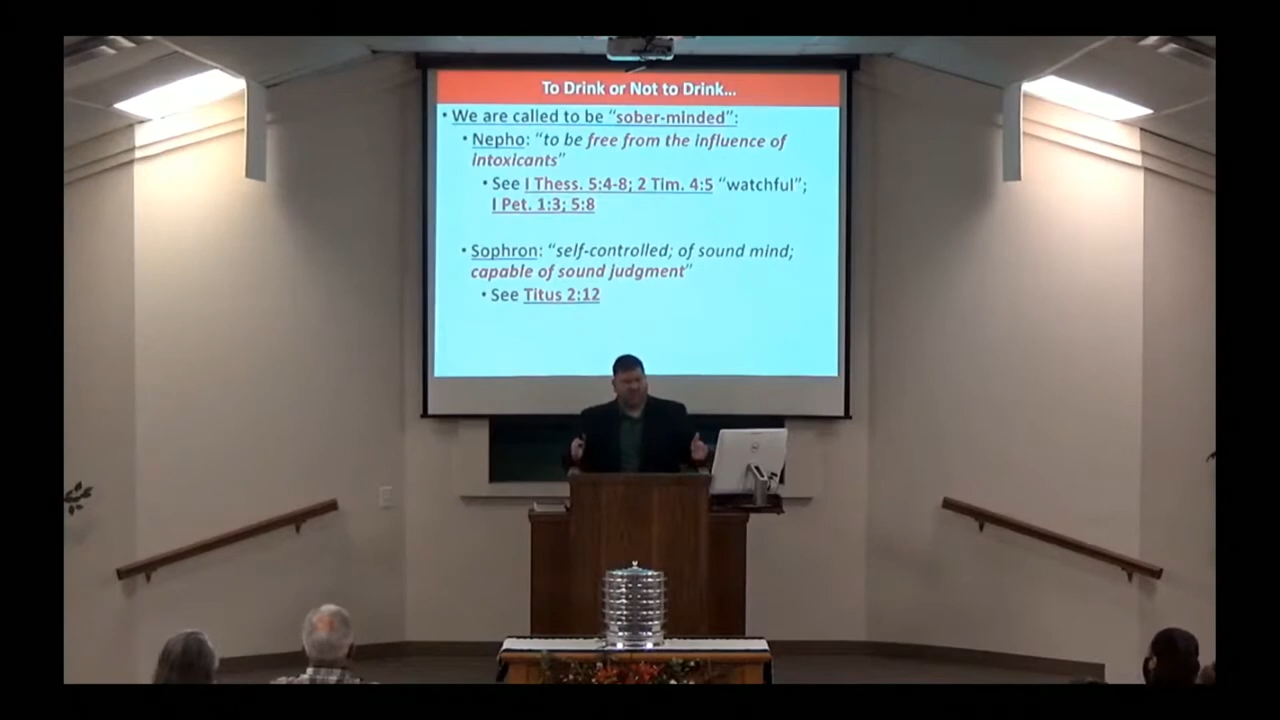 To Drink or Not to Drink...
• We are called to be “sober-minded”:
• Nepho: “to be free from the influence of
intoxicants”
• See I Thess. 5:4-8; 2 Tim. 4:5 “watchful”;
I Pet. 1:3; 5:8
• Sophron: “self-controlled; of sound mind;
capable of sound judgment”
• See Titus 2:12